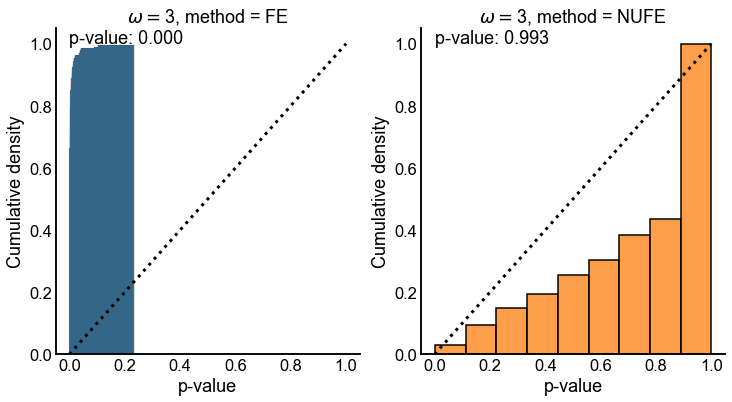 ω = 3, method = FE
p-value: 0.000
1.0
0.8
0.6
0.4
0.2
0.0
Cumulative density
0.0 0.2 0.4 0.6 0.8 1.0
p-value
ω = 3, method = NUFE
p-value: 0.993
1.0
0.8
0.6
0.4
0.2
0.0
Cumulative density
0.0 0.2 0.4 0.6 0.8 1.0
p-value